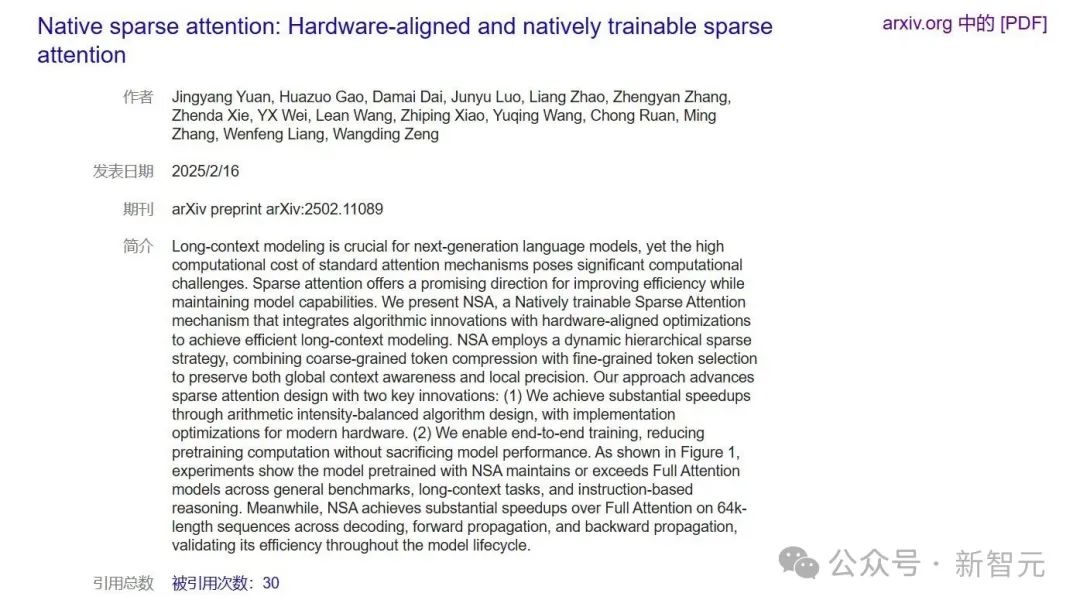 Native sparse attention: Hardware-aligned and natively trainable sparse
attention
arxiv.org 中的 [PDF]
作者 Jingyang Yuan, Huazuo Gao, Damai Dai, Junyu Luo, Liang Zhao, Zhengyan Zhang,
Zhenda Xie, YX Wei, Lean Wang, Zhiping Xiao, Yuqing Wang, Chong Ruan, Ming
Zhang, Wenfeng Liang, Wangding Zeng
发表日期 2025/2/16
期刊 arXiv preprint arXiv:2502.11089
简介 Long-context modeling is crucial for next-generation language models, yet the high
computational cost of standard attention mechanisms poses significant computational
challenges. Sparse attention offers a promising direction for improving efficiency while
maintaining model capabilities. We present NSA, a Natively trainable Sparse Attention
mechanism that integrates algorithmic innovations with hardware-aligned optimizations
to achieve efficient long-context modeling. NSA employs a dynamic hierarchical sparse
strategy, combining coarse-grained token compression with fine-grained token selection
to preserve both global context awareness and local precision. Our approach advances
sparse attention design with two key innovations: (1) We achieve substantial speedups
through arithmetic intensity-balanced algorithm design, with implementation
optimizations for modern hardware. (2) We enable end-to-end training, reducing
pretraining computation without sacrificing model performance. As shown in Figure 1,
experiments show the model pretrained with NSA maintains or exceeds Full Attention
models across general benchmarks, long-context tasks, and instruction-based
reasoning. Meanwhile, NSA achieves substantial speedups over Full Attention on 64k-
length sequences across decoding, forward propagation, and backward propagation,
validating its efficiency throughout the model lifecycle.
引用总数 被引用次数：30
公众号 · 新智元